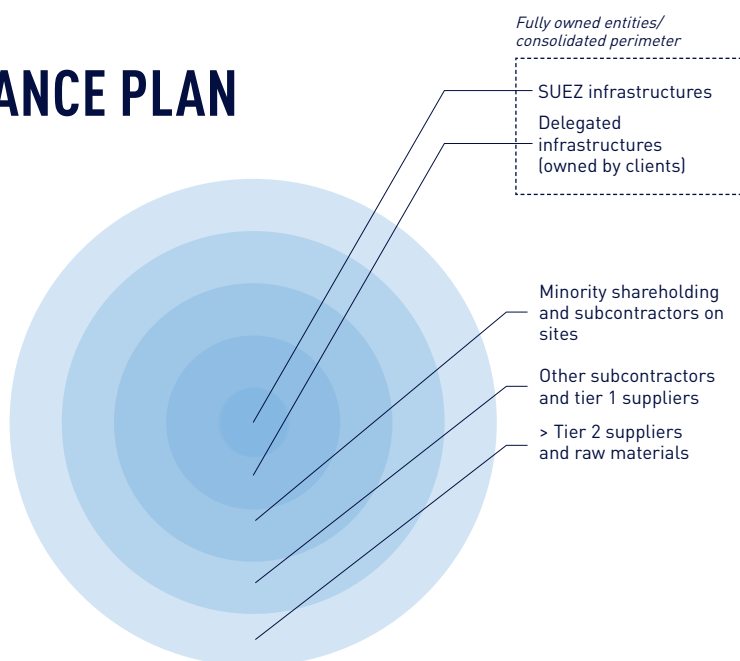 Fully owned entities/
consolidated perimeter
ANCE PLAN
SUEZ infrastructures
Delegated
infrastructures
(owned by clients)
Minority shareholding
and subcontractors on
sites
Other subcontractors
and tier 1 suppliers
> Tier 2 suppliers
and raw materials